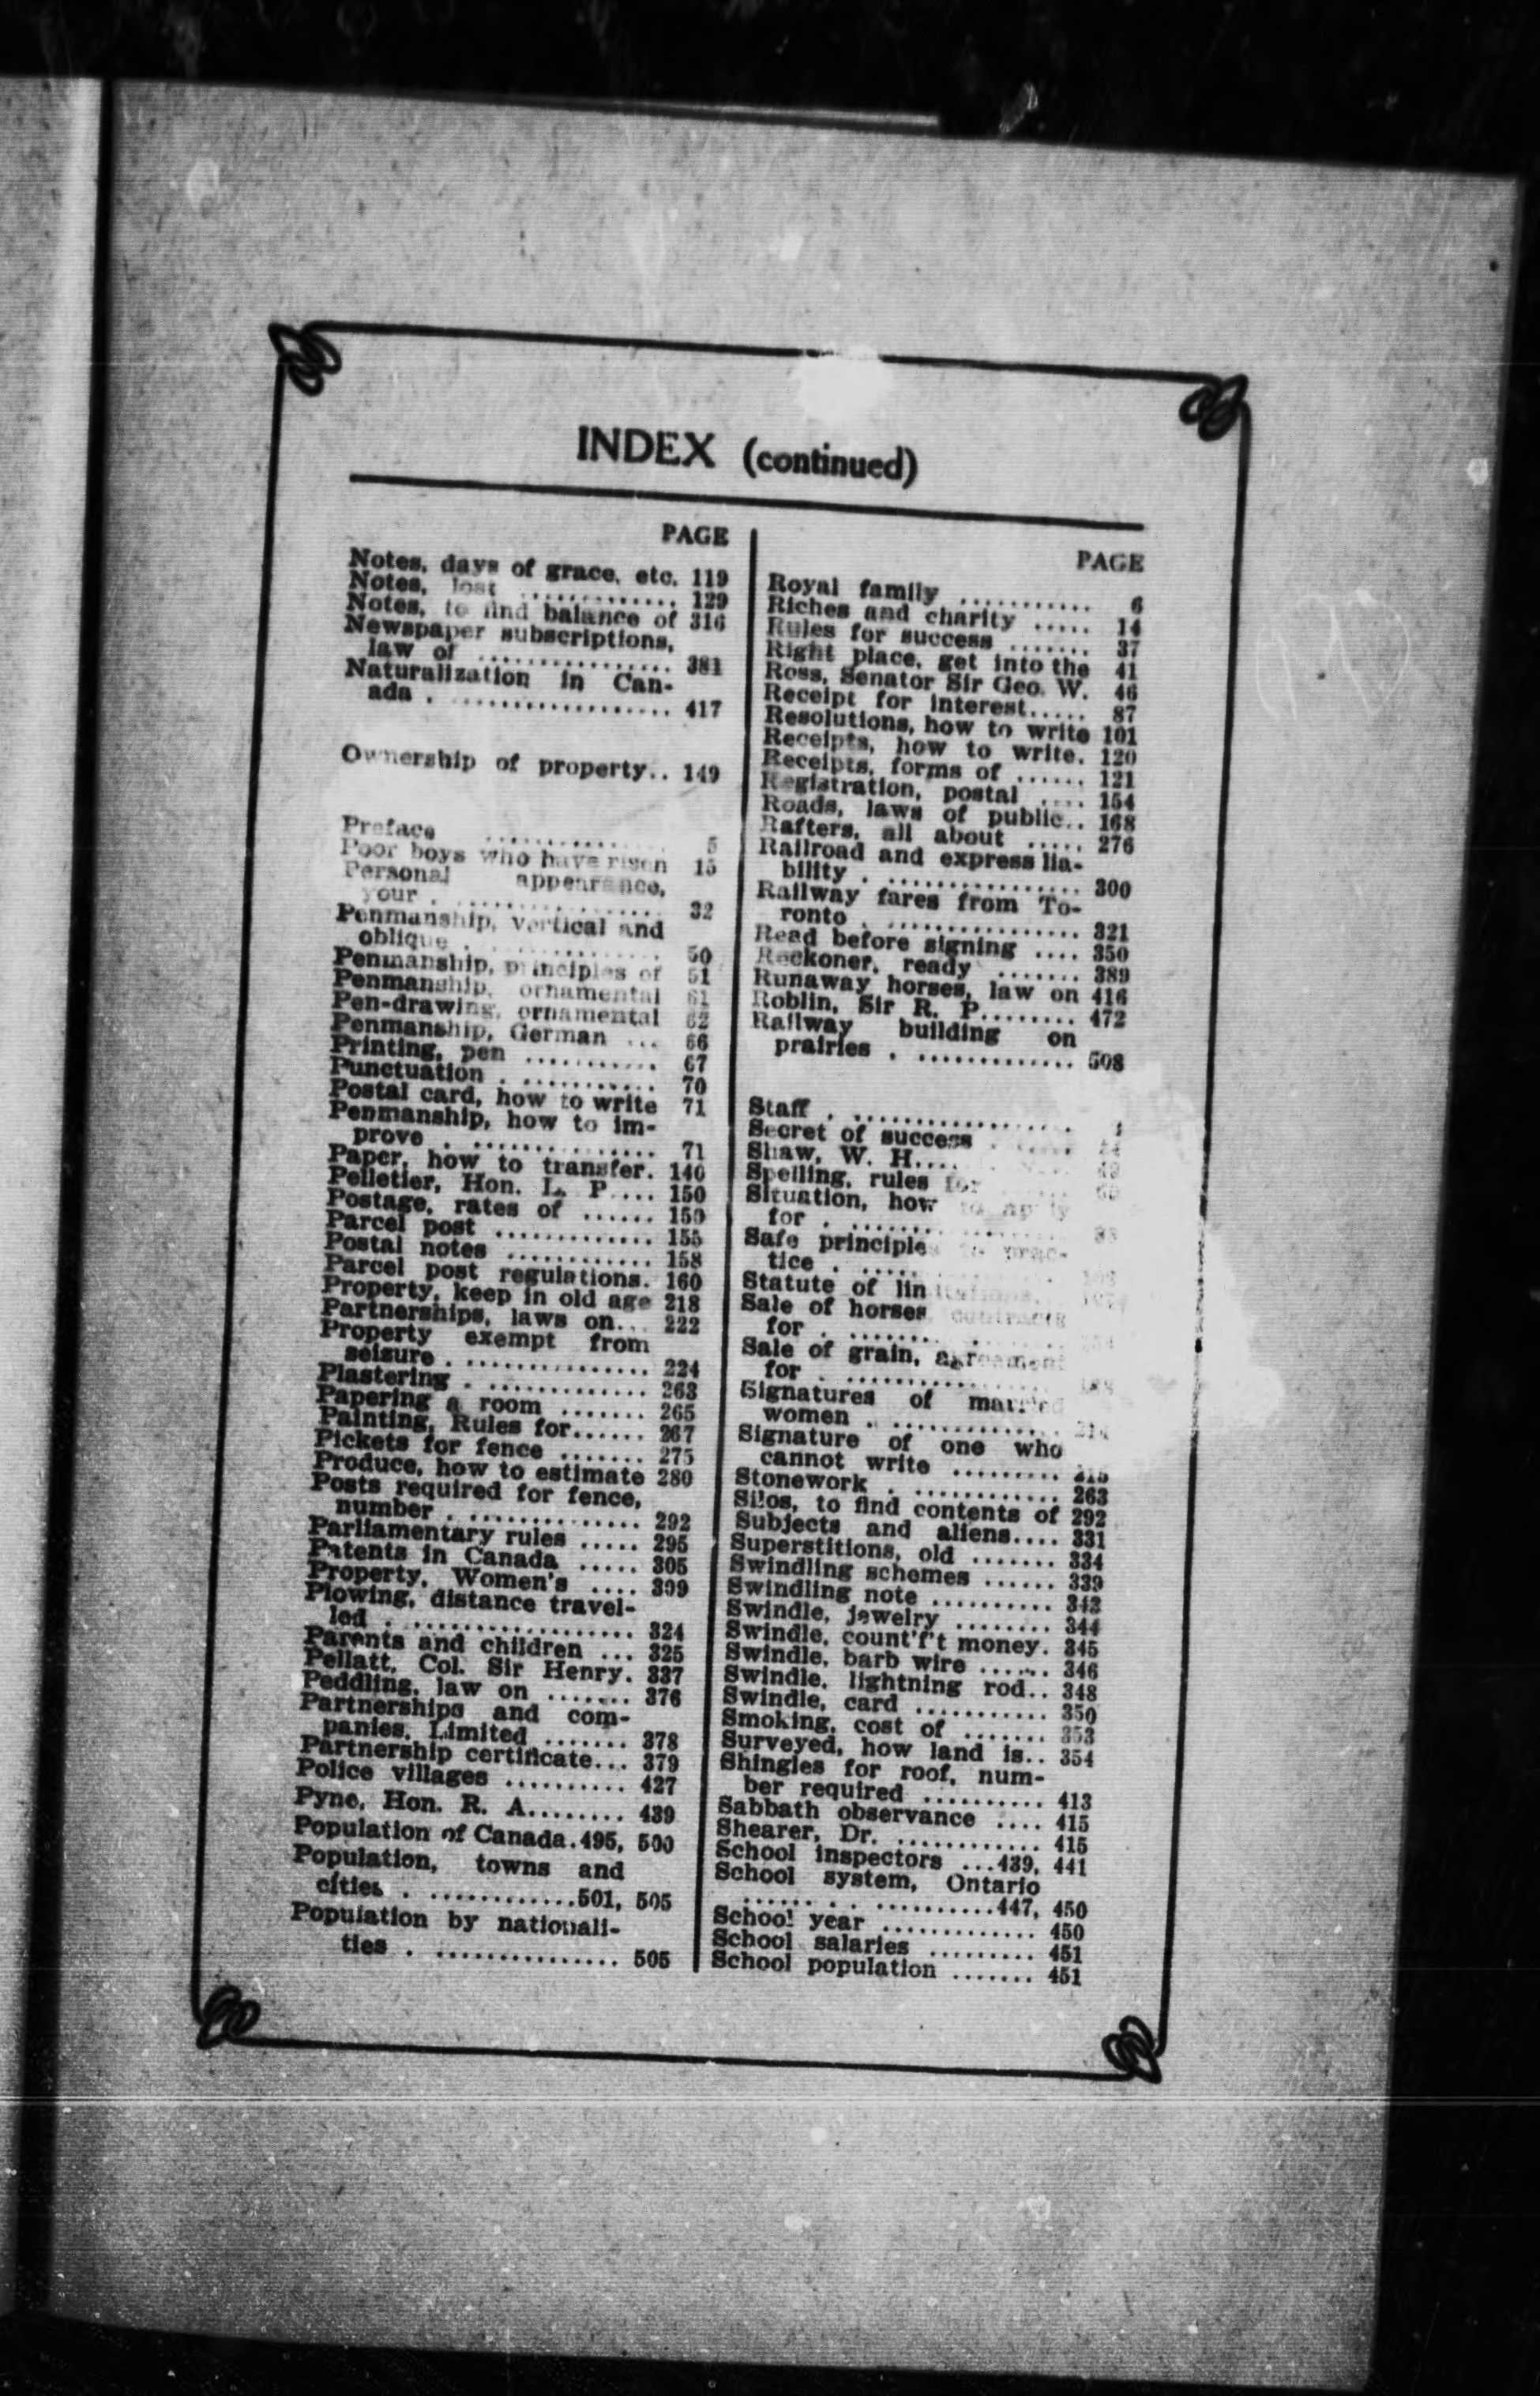 INDEX (continued)
PAGE
Notes, days of grace, etc. 119
Notes, lost .............. 129
Notes, to find balance of 316
Newspaper subscriptions,
law of ................ 381
Naturalization in Can-
ada . .................. 417
Ownership of property.. 149
Preface ............... 5
Poor boys who have risen 15
Personal appearance,
your . ................ 32
Penmanship, vertical and
oblique . ............. 50
Penmanship, principles of 51
Penmanship, ornamental 61
Pen-drawing, ornamental 62
Penmanship, German ... 66
Printing, pen ........... 67
Punctuation . ........... 70
Postal card, how to write 71
Penmanship, how to im-
prove . ............... 71
Paper, how to transfer. 140
Pelletier, Hon. L. P.... 150
Postage, rates of ...... 150
Parcel post ............. 155
Postal notes ............ 158
Parcel post regulations. 160
Property, keep in old age 218
Partnerships, laws on... 222
Property exempt from
seizure . ............... 224
Plastering . ............. 263
Papering a room ....... 265
Painting, Rules for...... 267
Pickets for fence ....... 275
Produce, how to estimate 280
Posts required for fence,
number . .............. 292
Parliamentary rules ..... 295
Patents in Canada ..... 305
Property, Women's .... 309
Plowing, distance travel-
led . .................. 324
Parents and children ... 325
Pellatt, Col. Sir Henry. 337
Peddling, law on ....... 376
Partnerships and com-
panies, Limited ....... 378
Partnership certificate... 379
Police villages .......... 427
Pyne, Hon. R. A........ 439
Population of Canada.495, 500
Population, towns and
cities . ............501, 505
Population by nationali-
ties . ............... 505
PAGE
Royal family ........... 6
Riches and charity ..... 14
Rules for success ....... 37
Right place, get into the 41
Ross, Senator Sir Geo. W. 46
Receipt for interest..... 87
Resolutions, how to write 101
Receipts, how to write. 120
Receipts, forms of ...... 121
Registration, postal .... 154
Roads, laws of public.. 168
Rafters, all about ..... 276
Railroad and express lia-
bility . ................ 300
Railway fares from To-
ronto . ................ 321
Read before signing .... 350
Reckoner, ready ....... 389
Runaway horses, law on 416
Roblin, Sir R. P........ 472
Railway building on
prairies . ............. 508
Staff . ..................
Secret of success . .....
Shaw, W. H....
Spelling, rules for ......
Situation, how to apply
for . ................
Safe principles to prac-
tice . .....
Statute of limitations.
Sale of horses, contracts
for . ........
Sale of grain, agreement
for . ................
Signatures of married
women . ............. 214
Signature of one who
cannot write ......... 215
Stonework . ............ 263
Silos, to find contents of 292
Subjects and aliens.... 331
Superstitions, old ....... 334
Swindling schemes ...... 339
Swindling note .......... 343
Swindle, jewelry ........ 344
Swindle, count'f't money. 345
Swindle, barb wire ...... 346
Swindle, lightning rod.. 348
Swindle, card ........... 350
Smoking, cost of ....... 353
Surveyed, how land is.. 354
Shingles for roof, num-
ber required .......... 413
Sabbath observance .... 415
Shearer, Dr. ............ 415
School inspectors ...439, 441
School system, Ontario
...... . ..........447, 450
School year ............ 450
School salaries ......... 451
School population ....... 451